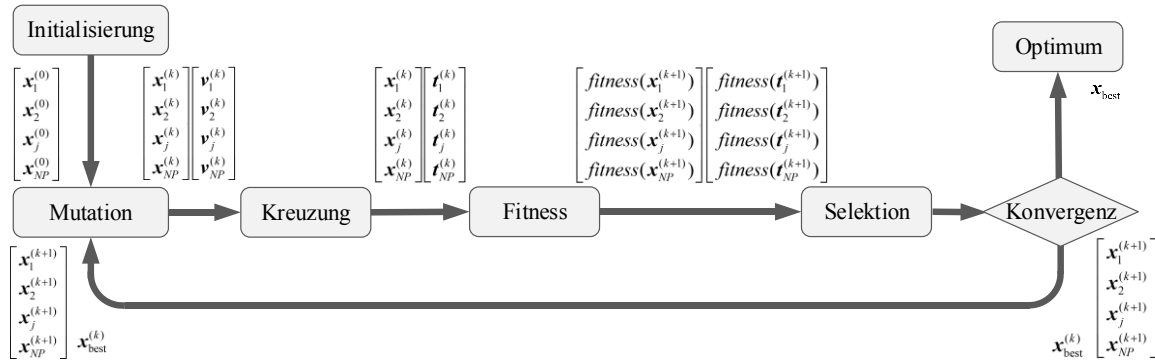 Initialisierung
Optimum
x_best
x_1^(0)
x_2^(0)
x_j^(0)
x_NP^(0)
x_1^(k) v_1^(k)
x_2^(k) v_2^(k)
x_j^(k) v_j^(k)
x_NP^(k) v_NP^(k)
x_1^(k) t_1^(k)
x_2^(k) t_2^(k)
x_j^(k) t_j^(k)
x_NP^(k) t_NP^(k)
fitness(x_1^(k+1)) fitness(t_1^(k+1))
fitness(x_2^(k+1)) fitness(t_2^(k+1))
fitness(x_j^(k+1)) fitness(t_j^(k+1))
fitness(x_NP^(k+1)) fitness(t_NP^(k+1))
Mutation
Kreuzung
Fitness
Selektion
Konvergenz
x_1^(k+1)
x_2^(k+1)
x_j^(k+1)
x_NP^(k+1)
x_best^(k)
x_best^(k)
x_1^(k+1)
x_2^(k+1)
x_j^(k+1)
x_NP^(k+1)